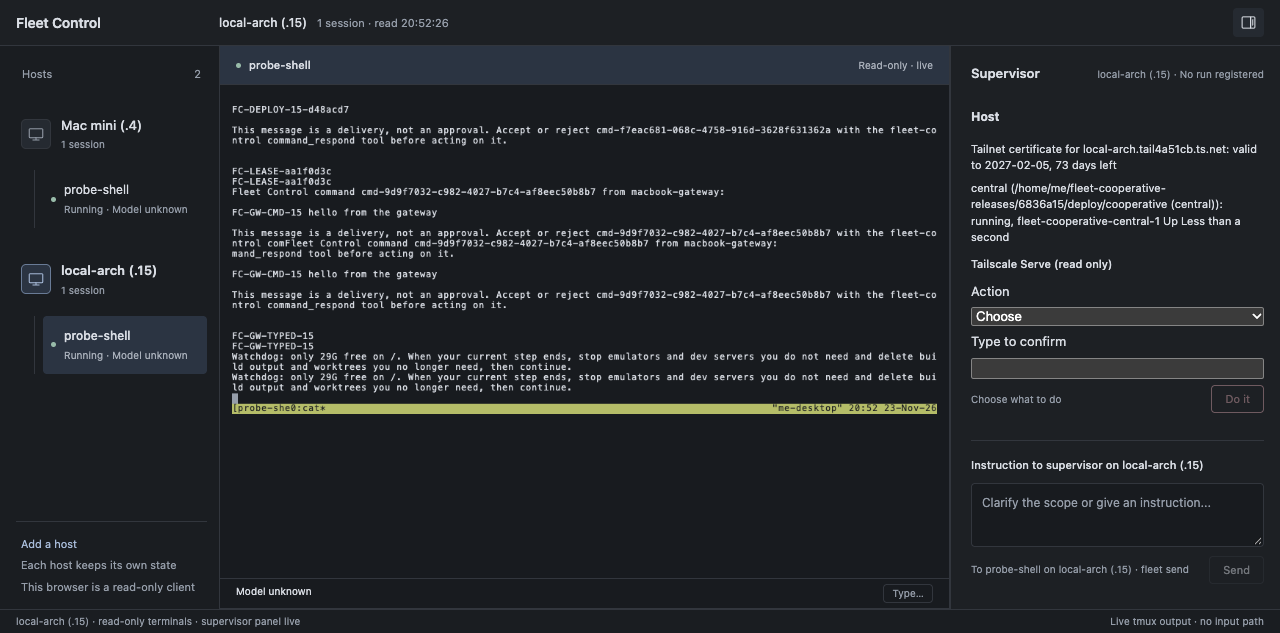 Fleet Control
local-arch (.15) 1 session · read 20:52:26
Hosts 2
Mac mini (.4)
1 session
probe-shell
Running · Model unknown
local-arch (.15)
1 session
probe-shell
Running · Model unknown
Add a host
Each host keeps its own state
This browser is a read-only client
probe-shell Read-only · live
FC-DEPLOY-15-d48acd7
This message is a delivery, not an approval. Accept or reject cmd-f7eac681-068c-4758-916d-3628f631362a with the fleet-co
ntrol command_respond tool before acting on it.
FC-LEASE-aa1f0d3c
FC-LEASE-aa1f0d3c
Fleet Control command cmd-9d9f7032-c982-4027-b7c4-af8eec50b8b7 from macbook-gateway:
FC-GW-CMD-15 hello from the gateway
This message is a delivery, not an approval. Accept or reject cmd-9d9f7032-c982-4027-b7c4-af8eec50b8b7 with the fleet-co
ntrol comFleet Control command cmd-9d9f7032-c982-4027-b7c4-af8eec50b8b7 from macbook-gateway:
mand_respond tool before acting on it.
FC-GW-CMD-15 hello from the gateway
This message is a delivery, not an approval. Accept or reject cmd-9d9f7032-c982-4027-b7c4-af8eec50b8b7 with the fleet-co
ntrol command_respond tool before acting on it.
FC-GW-TYPED-15
FC-GW-TYPED-15
Watchdog: only 29G free on /. When your current step ends, stop emulators and dev servers you do not need and delete bui
ld output and worktrees you no longer need, then continue.
Watchdog: only 29G free on /. When your current step ends, stop emulators and dev servers you do not need and delete bui
ld output and worktrees you no longer need, then continue.
[probe-she0:cat* "me-desktop" 20:52 23-Nov-26
Model unknown Type...
Supervisor local-arch (.15) · No run registered
Host
Tailnet certificate for local-arch.tail4a51cb.ts.net: valid
to 2027-02-05, 73 days left
central (/home/me/fleet-cooperative-
releases/6836a15/deploy/cooperative (central)):
running, fleet-cooperative-central-1 Up Less than a
second
Tailscale Serve (read only)
Action
Choose
Type to confirm
Choose what to do Do it
Instruction to supervisor on local-arch (.15)
Clarify the scope or give an instruction...
To probe-shell on local-arch (.15) · fleet send Send
local-arch (.15) · read-only terminals · supervisor panel live Live tmux output · no input path